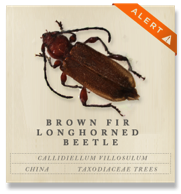 ALERT
BROWN FIR
LONGHORNED
BEETLE
CALLIDIELLUM VILLOSULUM
CHINA TAXODIACEAE TREES